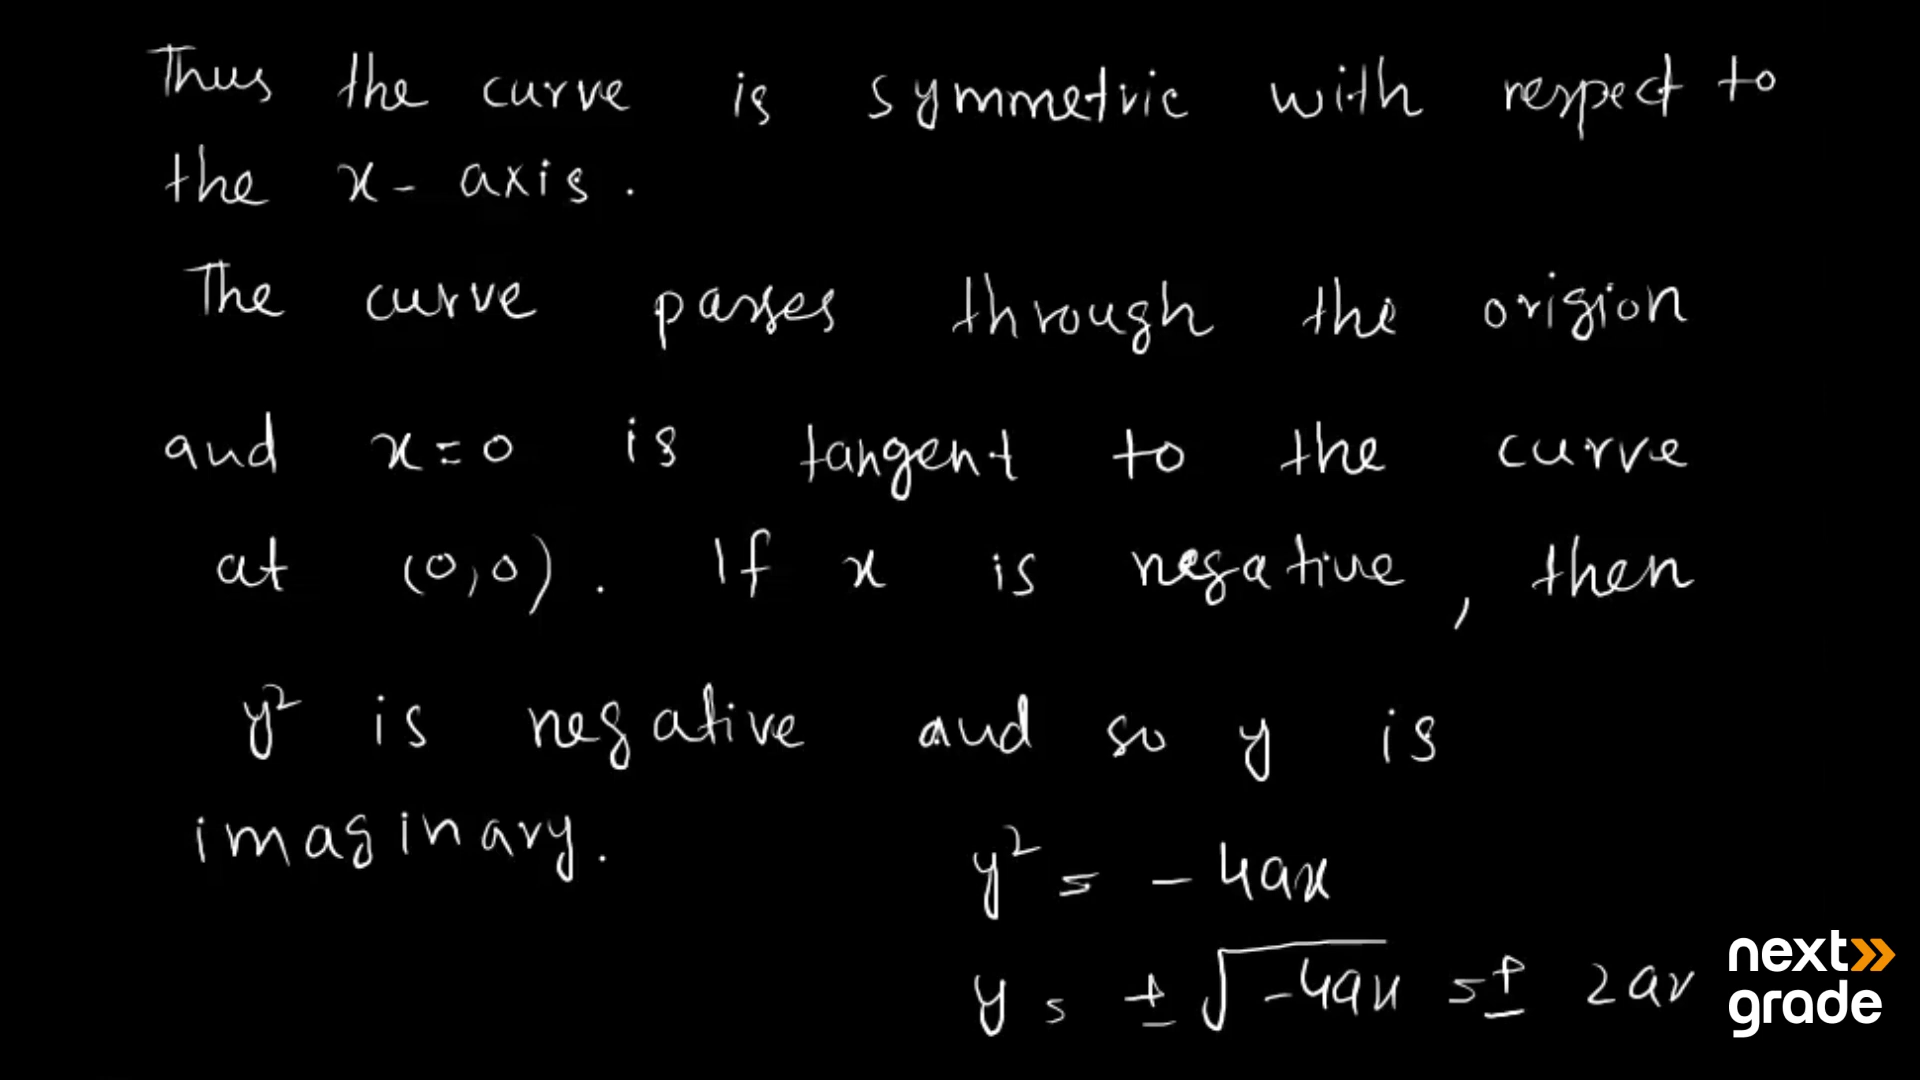 Thus the curve is symmetric with respect to
the x- axis.
The curve passes through the origion
and x=0 is tangent to the curve
at (0,0). If x is negative, then
y² is negative and so y is
imaginary.
y² = - 4ax
y = ± √-4ax = ± 2ax
next
grade